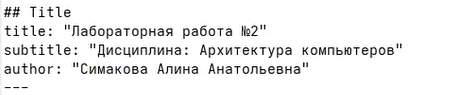 ## Title
title: "Лабораторная работа №2"
subtitle: "Дисциплина: Архитектура компьютеров"
author: "Симакова Алина Анатольевна"
---